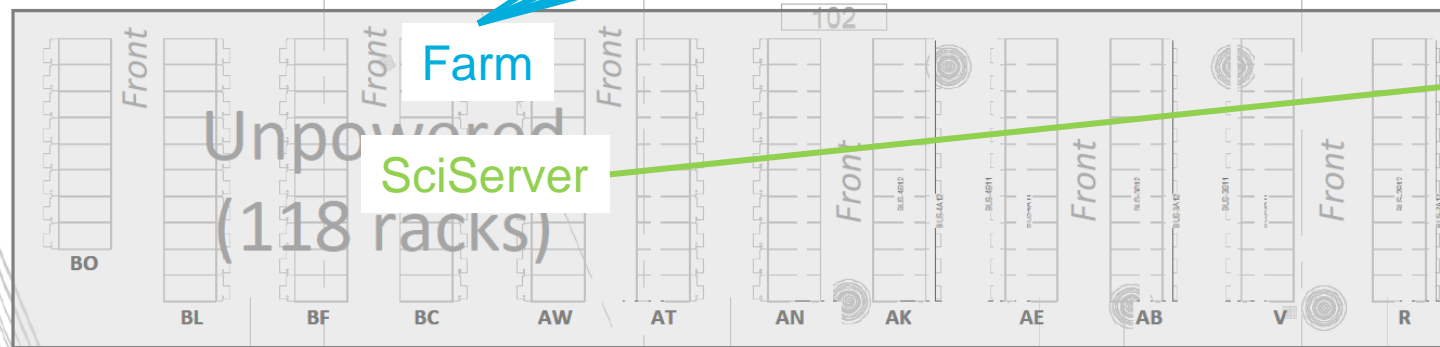 102
Front
Front
Front
Farm
Unpowered
SciServer
(118 racks)
Front
Front
Front
BO
BL
BF
BC
AW
AT
AN
AK
AE
AB
V
R